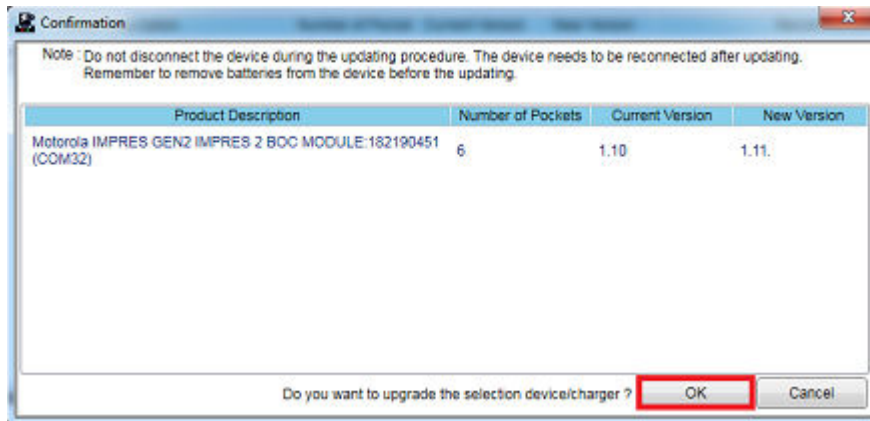 Confirmation
Note : Do not disconnect the device during the updating procedure. The device needs to be reconnected after updating.
Remember to remove batteries from the device before the updating.
Product Description Number of Pockets Current Version New Version
Motorola IMPRES GEN2 IMPRES 2 BOC MODULE:182190451 6 1.10 1.11.
(COM32)
Do you want to upgrade the selection device/charger ? OK Cancel